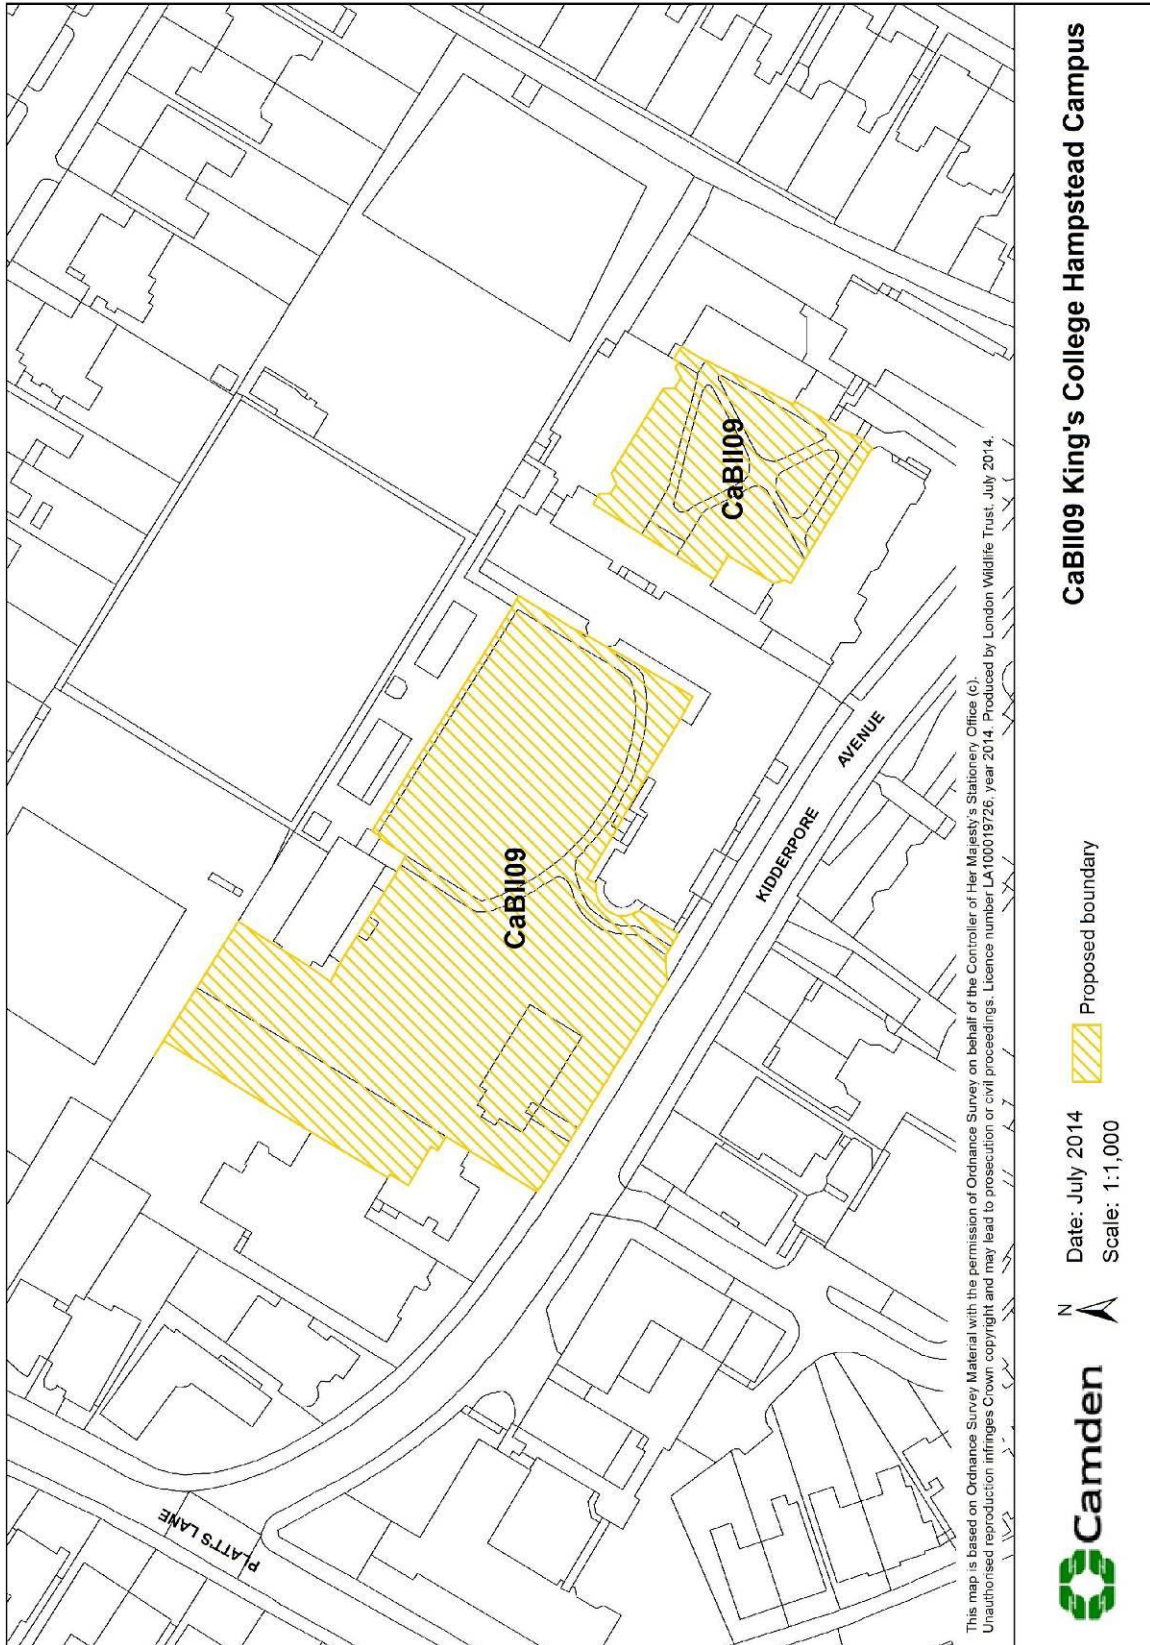 PLATT'S LANE
CaBII09
CaBII09
KIDDERPORE
AVENUE
This map is based on Ordnance Survey Material with the permission of Ordnance Survey on behalf of the Controller of Her Majesty's Stationery Office (c).
Unauthorised reproduction infringes Crown copyright and may lead to prosecution or civil proceedings. Licence number LA100019726, year 2014. Produced by London Wildlife Trust, July 2014.
Camden
N
Date: July 2014
Scale: 1:1,000
Proposed boundary
CaBII09 King's College Hampstead Campus